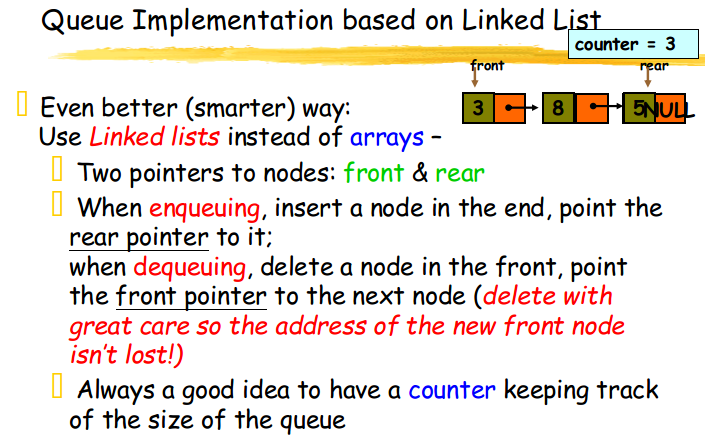 Queue Implementation based on Linked List
counter = 3
front
rear
3
8
5
NULL
Even better (smarter) way:
Use Linked lists instead of arrays –
Two pointers to nodes: front & rear
When enqueuing, insert a node in the end, point the
rear pointer to it;
when dequeuing, delete a node in the front, point
the front pointer to the next node (delete with
great care so the address of the new front node
isn't lost!)
Always a good idea to have a counter keeping track
of the size of the queue